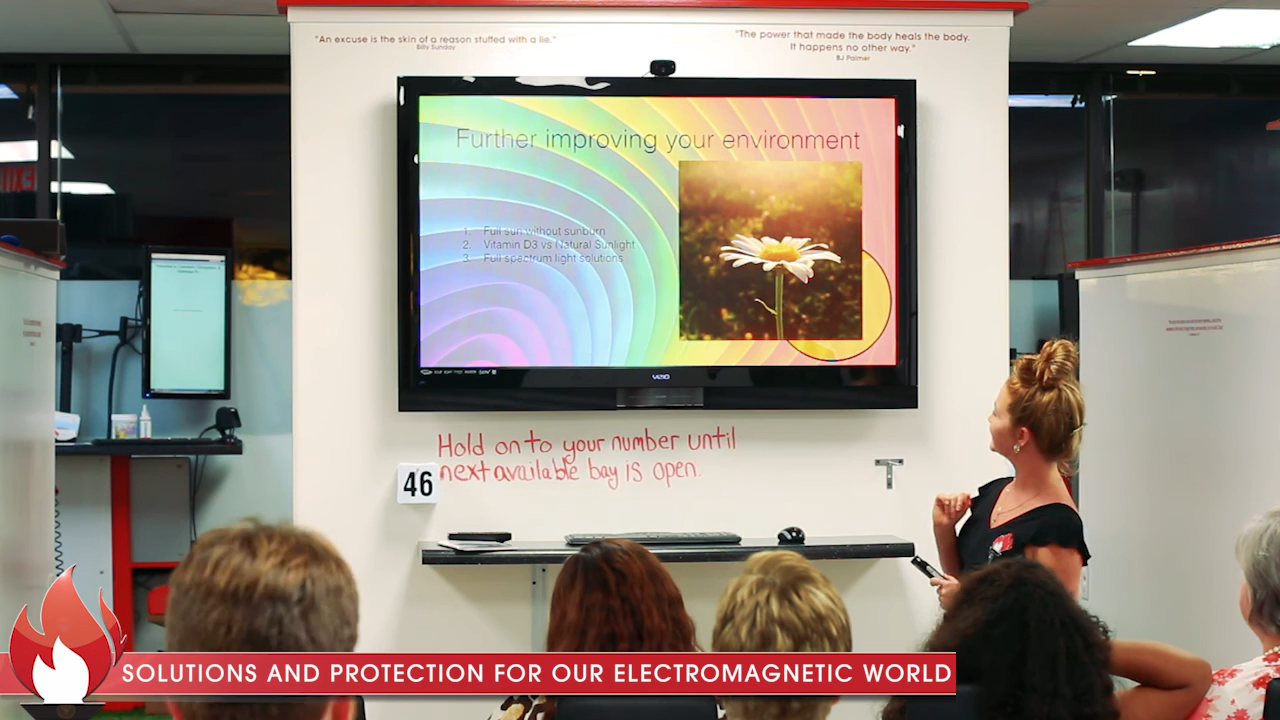 "An excuse is the skin of a reason stuffed with a lie."
Billy Sunday
"The power that made the body heals the body.
It happens no other way."
BJ Palmer
Further improving your environment
1. Full sun without sunburn
2. Vitamin D3 vs Natural Sunlight
3. Full spectrum light solutions
VIZIO
Hold on to your number until
next available bay is open.
46
SOLUTIONS AND PROTECTION FOR OUR ELECTROMAGNETIC WORLD